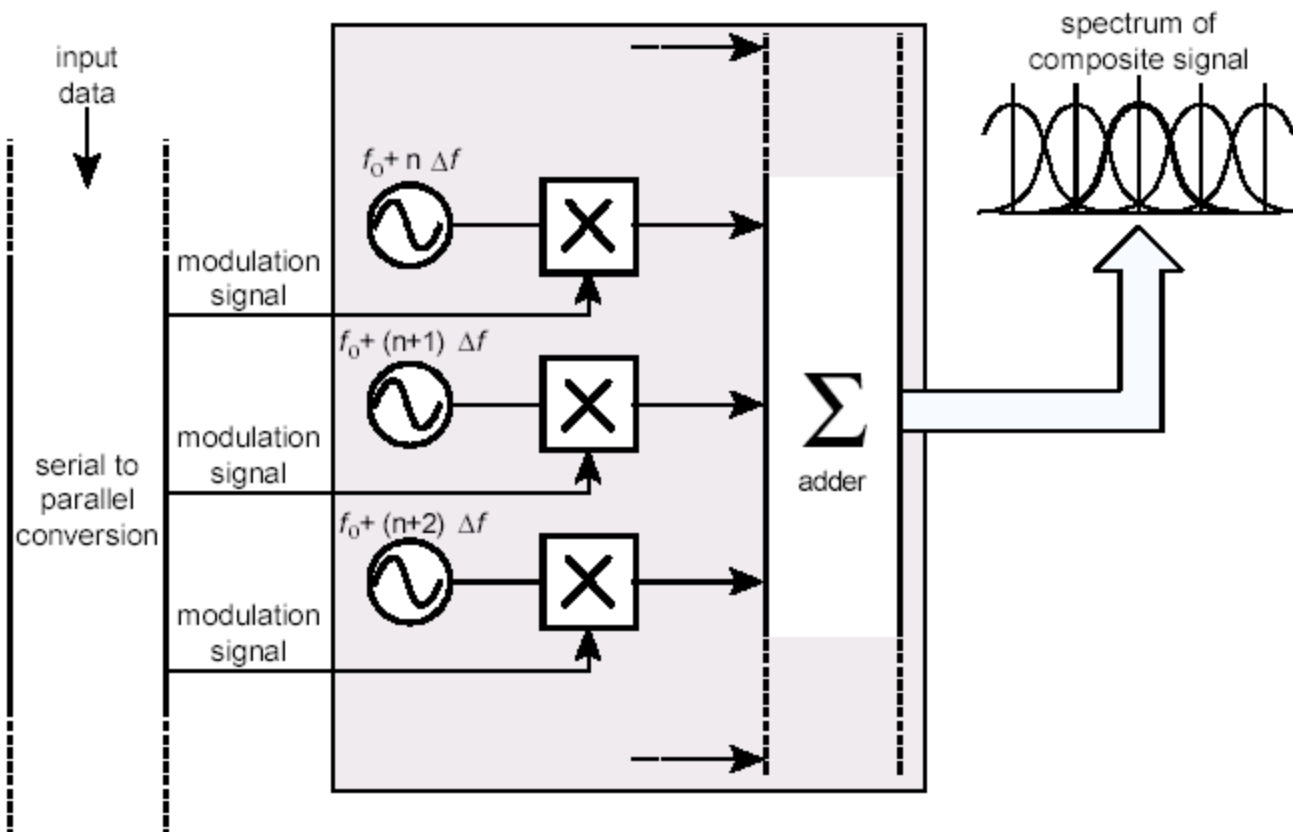 input
data
spectrum of
composite signal
f₀+ n Δf
modulation
signal
f₀+ (n+1) Δf
modulation
signal
serial to
parallel
conversion
Σ
adder
f₀+ (n+2) Δf
modulation
signal